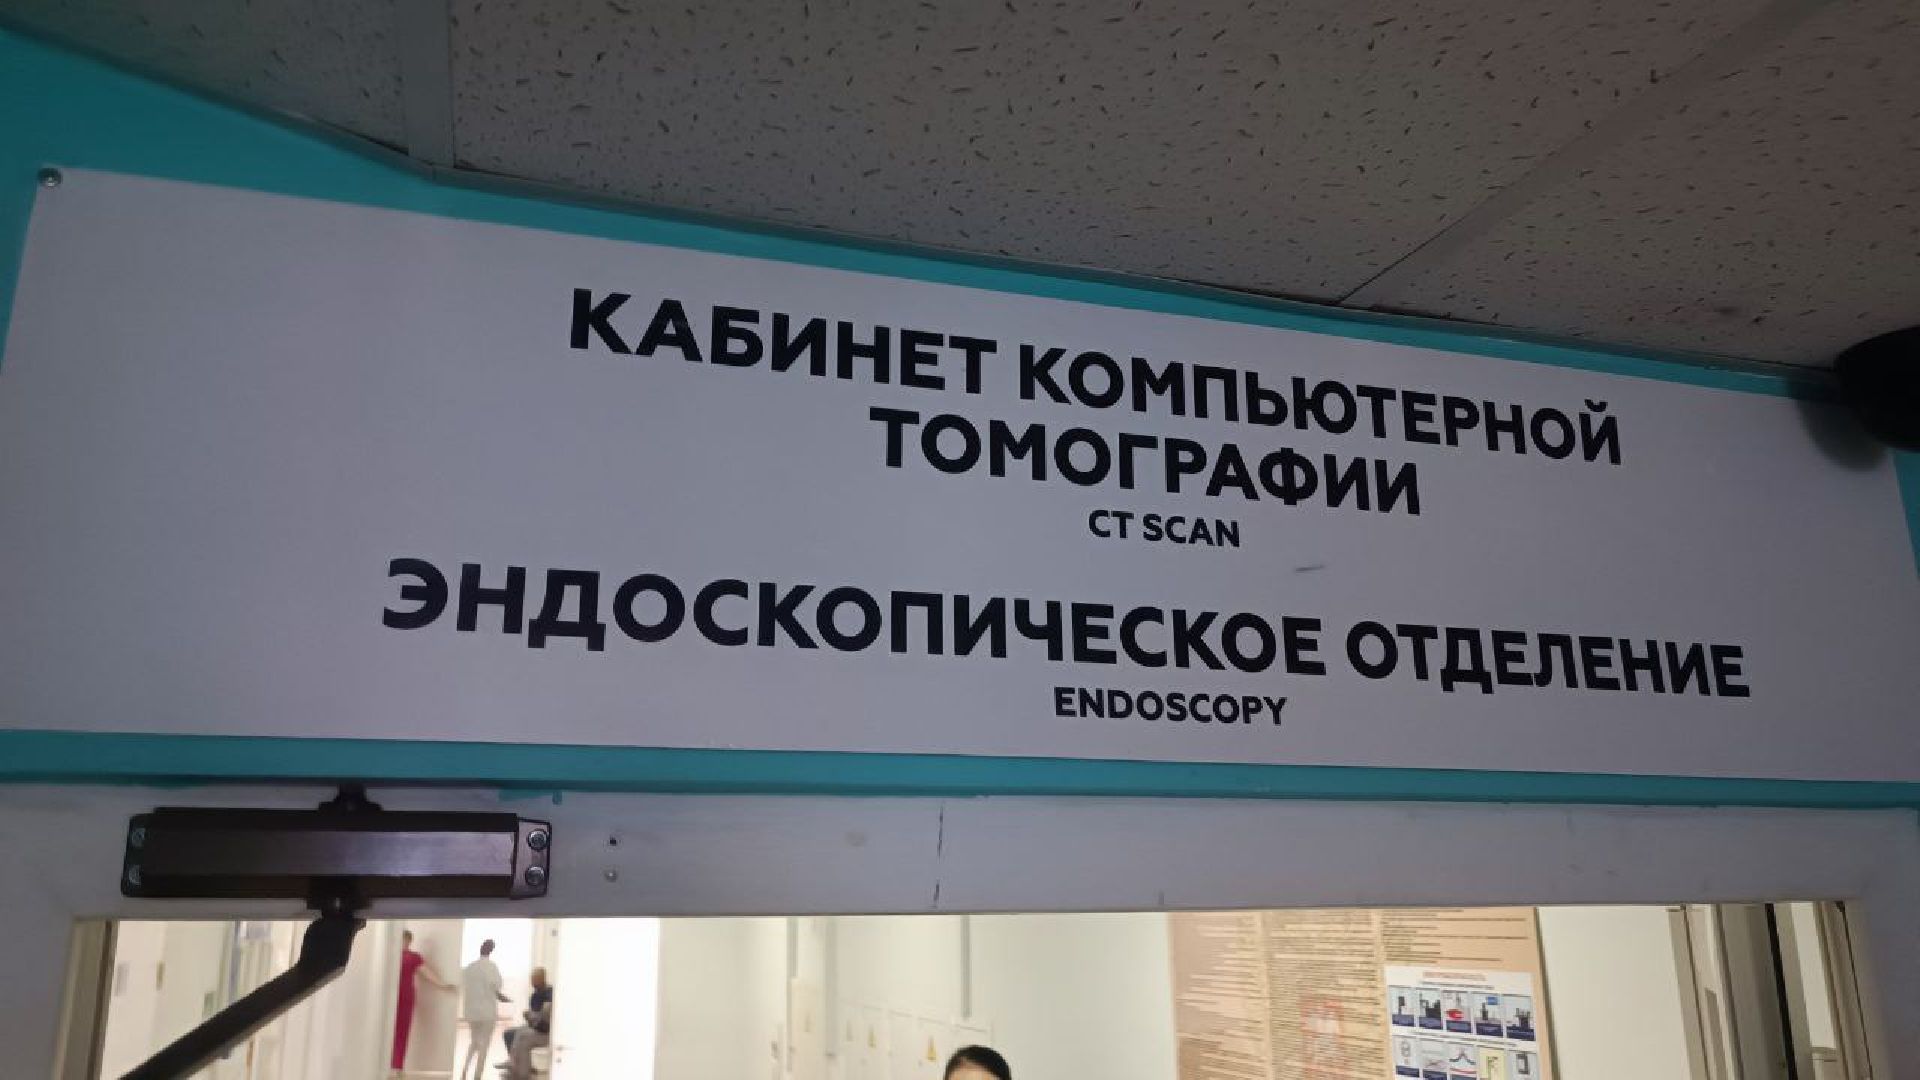 КАБИНЕТ КОМПЬЮТЕРНОЙ
ТОМОГРАФИИ
CT SCAN
ЭНДОСКОПИЧЕСКОЕ ОТДЕЛЕНИЕ
ENDOSCOPY